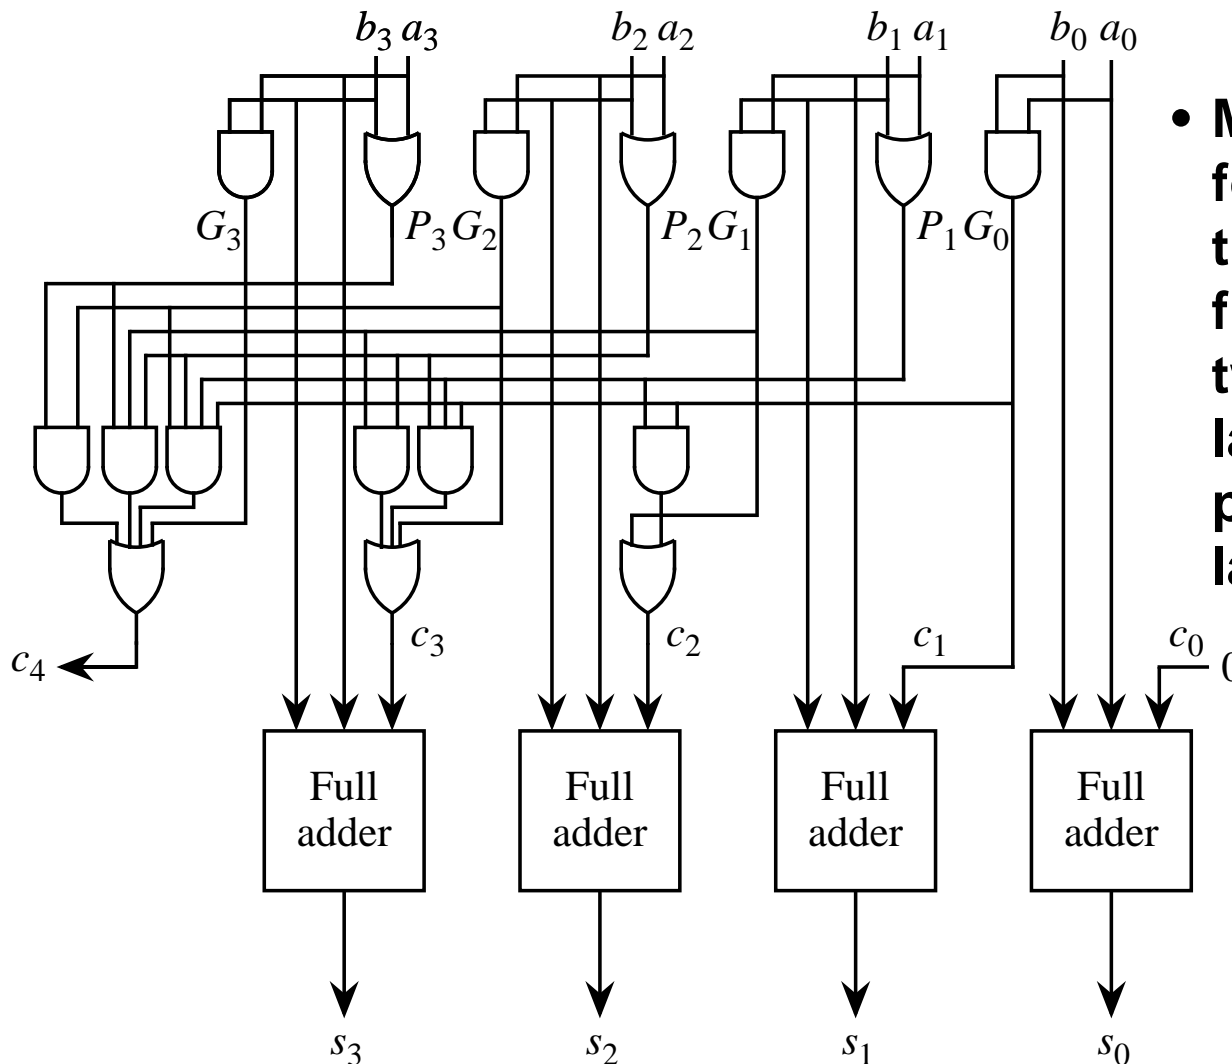 b3 a3 b2 a2 b1 a1 b0 a0
G3 P3 G2 P2 G1 P1 G0
c4 c3 c2 c1 c0 0
Full adder
Full adder
Full adder
Full adder
s3 s2 s1 s0